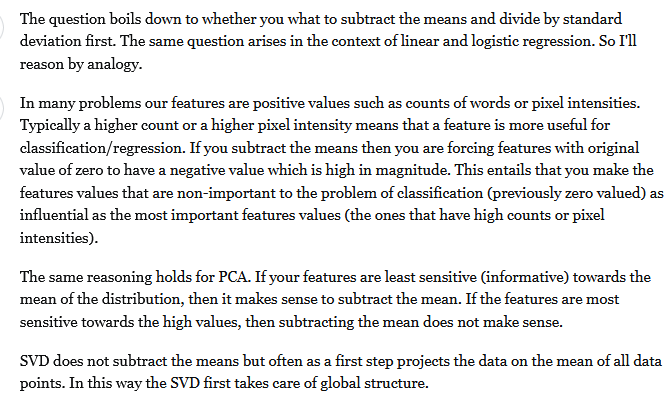 The question boils down to whether you what to subtract the means and divide by standard
deviation first. The same question arises in the context of linear and logistic regression. So I'll
reason by analogy.
In many problems our features are positive values such as counts of words or pixel intensities.
Typically a higher count or a higher pixel intensity means that a feature is more useful for
classification/regression. If you subtract the means then you are forcing features with original
value of zero to have a negative value which is high in magnitude. This entails that you make the
features values that are non-important to the problem of classification (previously zero valued) as
influential as the most important features values (the ones that have high counts or pixel
intensities).
The same reasoning holds for PCA. If your features are least sensitive (informative) towards the
mean of the distribution, then it makes sense to subtract the mean. If the features are most
sensitive towards the high values, then subtracting the mean does not make sense.
SVD does not subtract the means but often as a first step projects the data on the mean of all data
points. In this way the SVD first takes care of global structure.